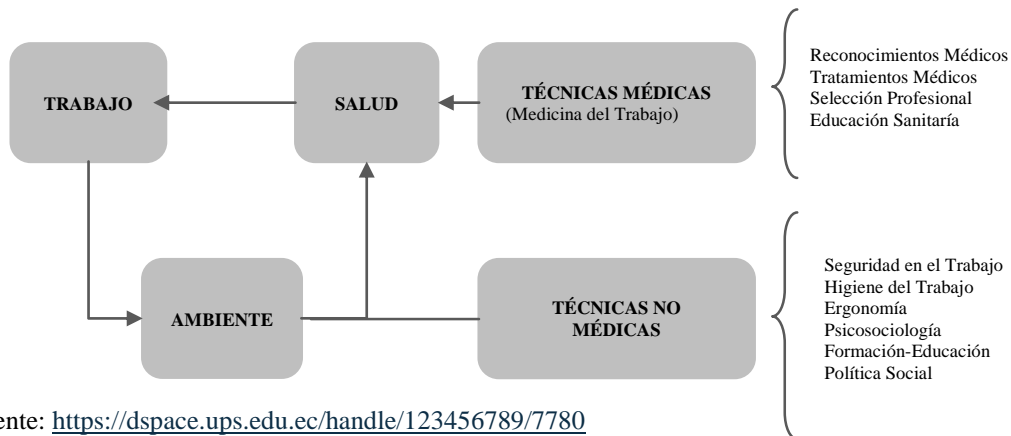 TRABAJO
SALUD
TÉCNICAS MÉDICAS
(Medicina del Trabajo)
Reconocimientos Médicos
Tratamientos Médicos
Selección Profesional
Educación Sanitaría
AMBIENTE
TÉCNICAS NO
MÉDICAS
Seguridad en el Trabajo
Higiene del Trabajo
Ergonomía
Psicosociología
Formación-Educación
Política Social
ente: https://dspace.ups.edu.ec/handle/123456789/7780